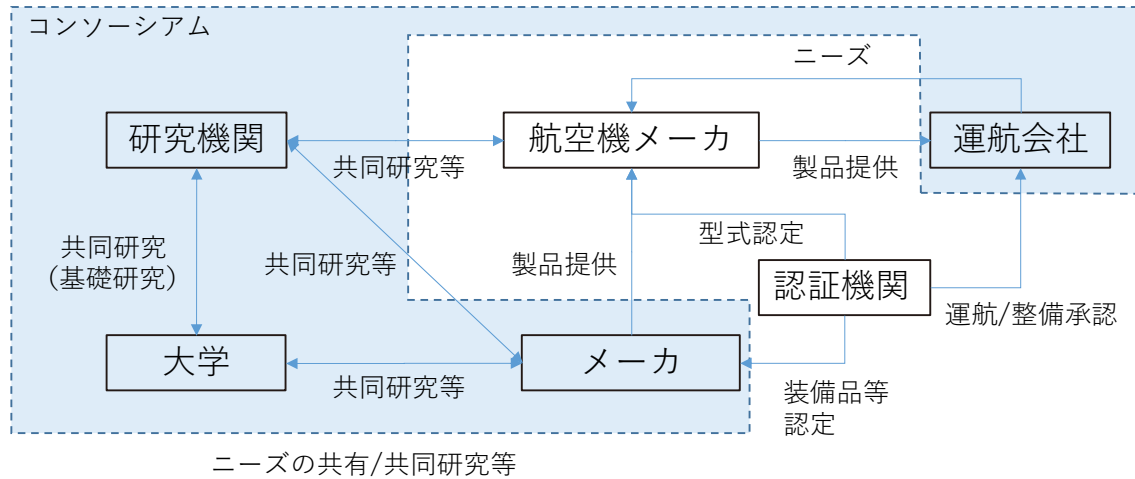 コンソーシアム
ニーズ
研究機関
航空機メーカ
運航会社
共同研究等
製品提供
型式認定
共同研究
(基礎研究)
共同研究等
製品提供
認証機関
運航/整備承認
大学
メーカ
共同研究等
装備品等
認定
ニーズの共有/共同研究等